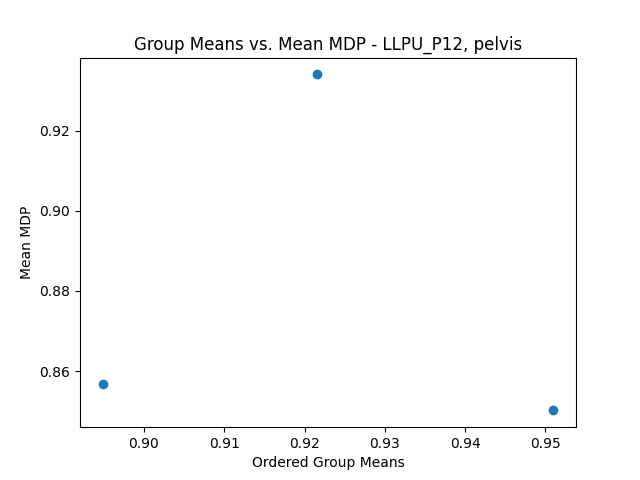 Group Means vs. Mean MDP - LLPU_P12, pelvis
0.92
0.90
0.88
0.86
Mean MDP
0.90 0.91 0.92 0.93 0.94 0.95
Ordered Group Means